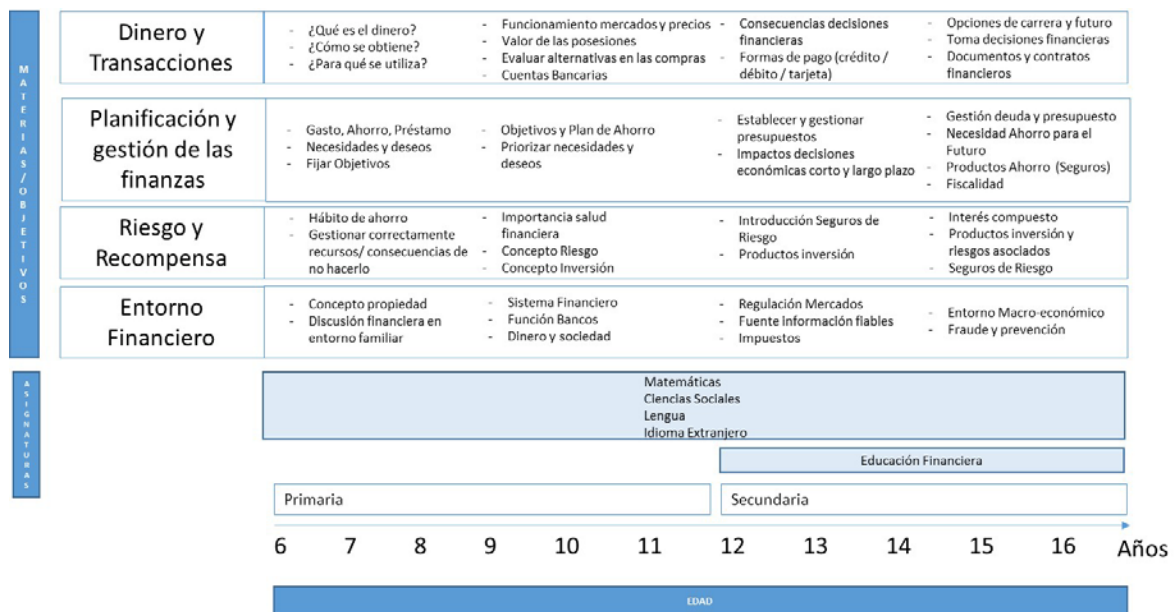 MATERIAS/OBJETIVOS
Dinero y
Transacciones
- ¿Qué es el dinero?
- ¿Cómo se obtiene?
- ¿Para qué se utiliza?
- Funcionamiento mercados y precios
- Valor de las posesiones
- Evaluar alternativas en las compras
- Cuentas Bancarias
- Consecuencias decisiones
financieras
- Formas de pago (crédito /
débito / tarjeta)
- Opciones de carrera y futuro
- Toma decisiones financieras
- Documentos y contratos
financieros
Planificación y
gestión de las
finanzas
- Gasto, Ahorro, Préstamo
- Necesidades y deseos
- Fijar Objetivos
- Objetivos y Plan de Ahorro
- Priorizar necesidades y
deseos
- Establecer y gestionar
presupuestos
- Impactos decisiones
económicas corto y largo plazo
- Gestión deuda y presupuesto
- Necesidad Ahorro para el
Futuro
- Productos Ahorro (Seguros)
- Fiscalidad
Riesgo y
Recompensa
- Hábito de ahorro
- Gestionar correctamente
recursos/ consecuencias de
no hacerlo
- Importancia salud
financiera
- Concepto Riesgo
- Concepto Inversión
- Introducción Seguros de
Riesgo
- Productos inversión
- Interés compuesto
- Productos inversión y
riesgos asociados
- Seguros de Riesgo
Entorno
Financiero
- Concepto propiedad
- Discusión financiera en
entorno familiar
- Sistema Financiero
- Función Bancos
- Dinero y sociedad
- Regulación Mercados
- Fuente información fiables
- Impuestos
- Entorno Macro-económico
- Fraude y prevención
ASIGNATURAS
Matemáticas
Ciencias Sociales
Lengua
Idioma Extranjero
Educación Financiera
Primaria
Secundaria
6 7 8 9 10 11 12 13 14 15 16 Años
EDAD